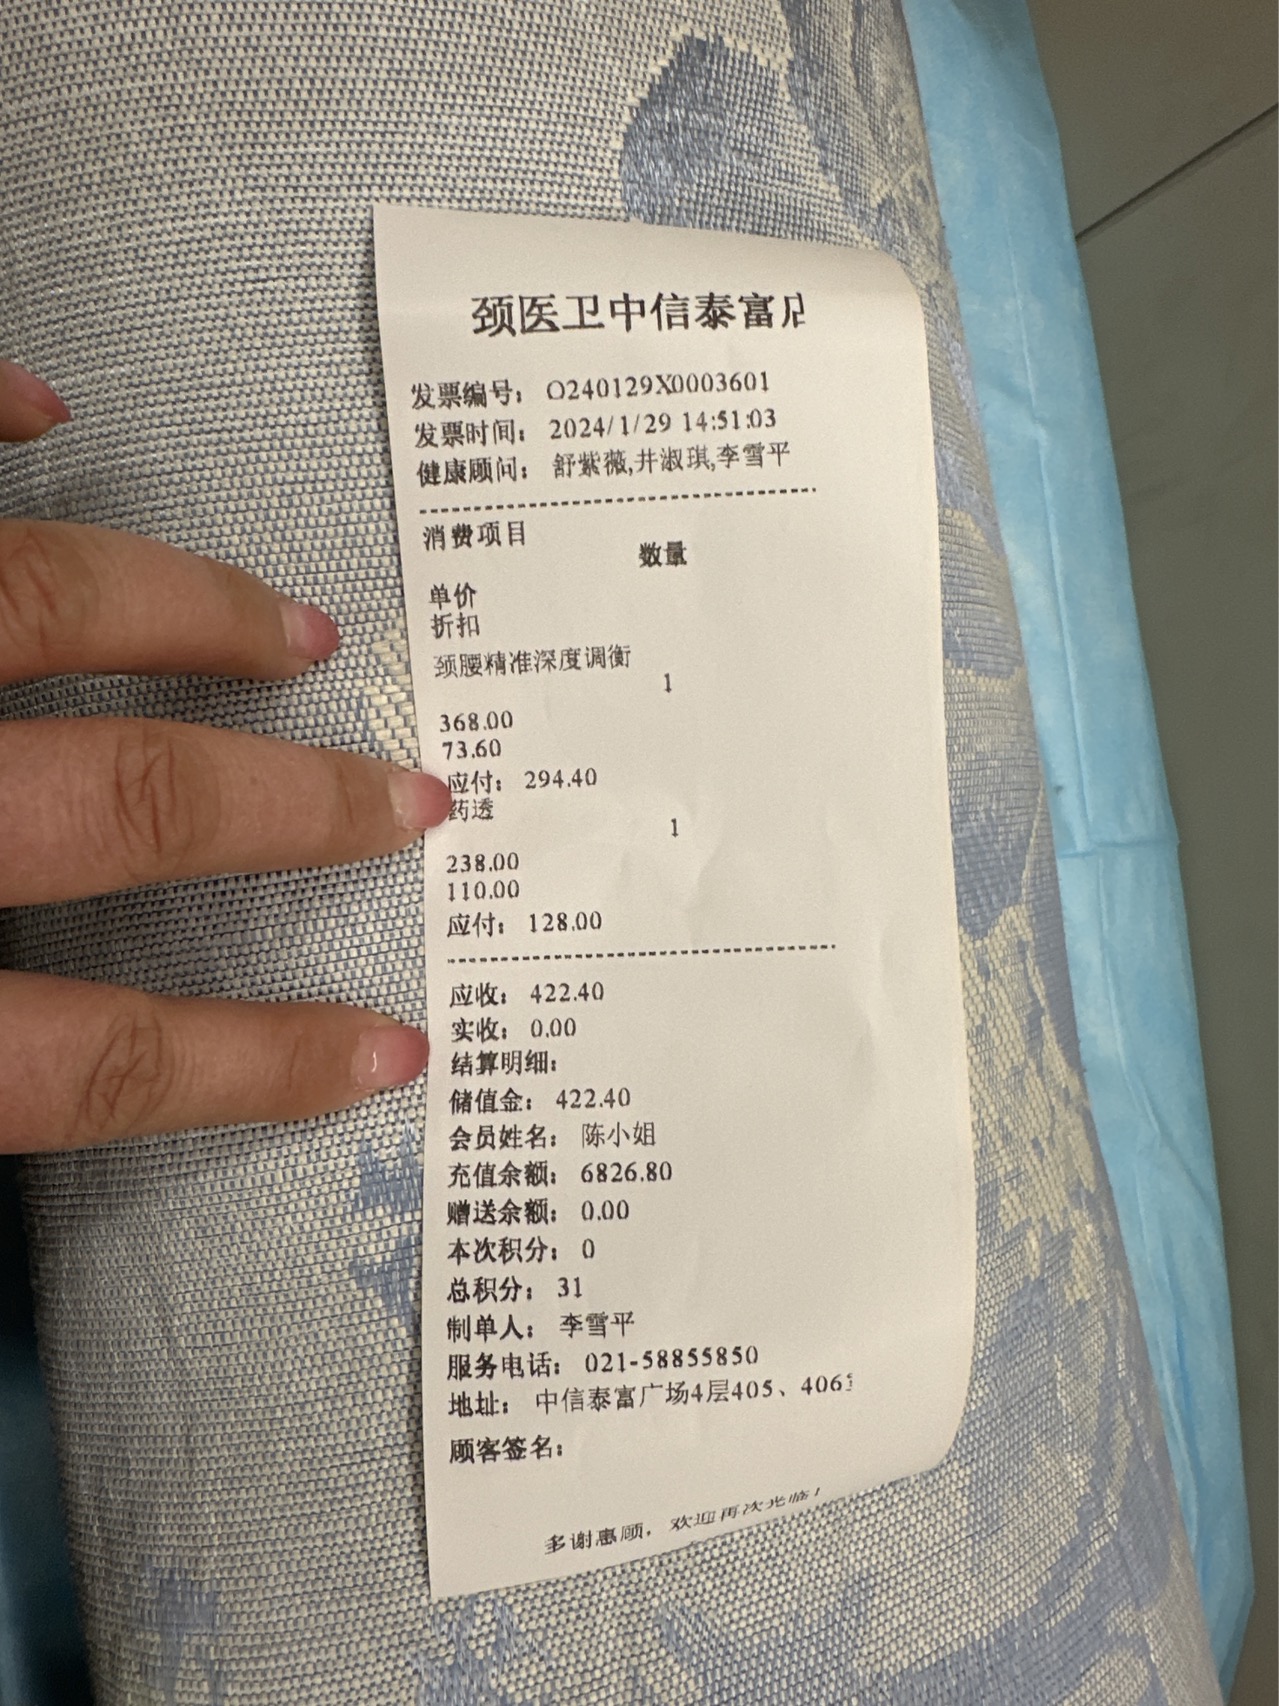 颈医卫中信泰富店
发票编号： O240129X0003601
发票时间： 2024/1/29 14:51:03
健康顾问： 舒紫薇,井淑琪,李雪平
消费项目
数量
单价
折扣
颈腰精准深度调衡
1
368.00
73.60
应付： 294.40
药透
1
238.00
110.00
应付： 128.00
应收： 422.40
实收： 0.00
结算明细：
储值金： 422.40
会员姓名： 陈小姐
充值余额： 6826.80
赠送余额： 0.00
本次积分： 0
总积分： 31
制单人： 李雪平
服务电话： 021-58855850
地址： 中信泰富广场4层405、406
顾客签名：
多谢惠顾，欢迎再次光临！